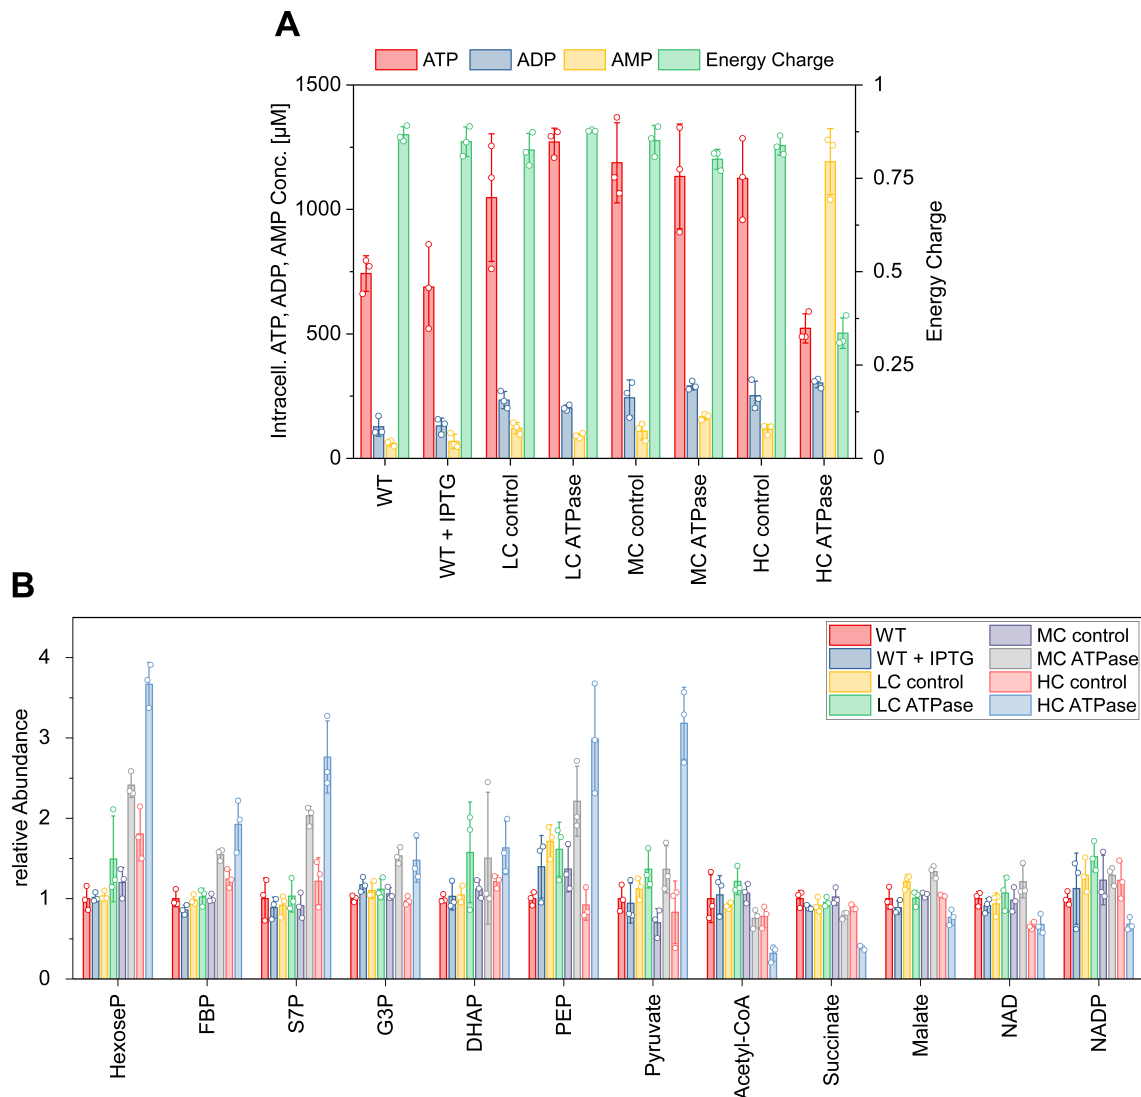 A
ATP ADP AMP Energy Charge
1500
1000
500
0
1
0.75
0.5
0.25
0
Intracell. ATP, ADP, AMP Conc. [µM]
Energy Charge
WT
WT + IPTG
LC control
LC ATPase
MC control
MC ATPase
HC control
HC ATPase
B
4
3
2
1
0
relative Abundance
WT
WT + IPTG
LC control
LC ATPase
MC control
MC ATPase
HC control
HC ATPase
HexoseP
FBP
S7P
G3P
DHAP
PEP
Pyruvate
Acetyl-CoA
Succinate
Malate
NAD
NADP